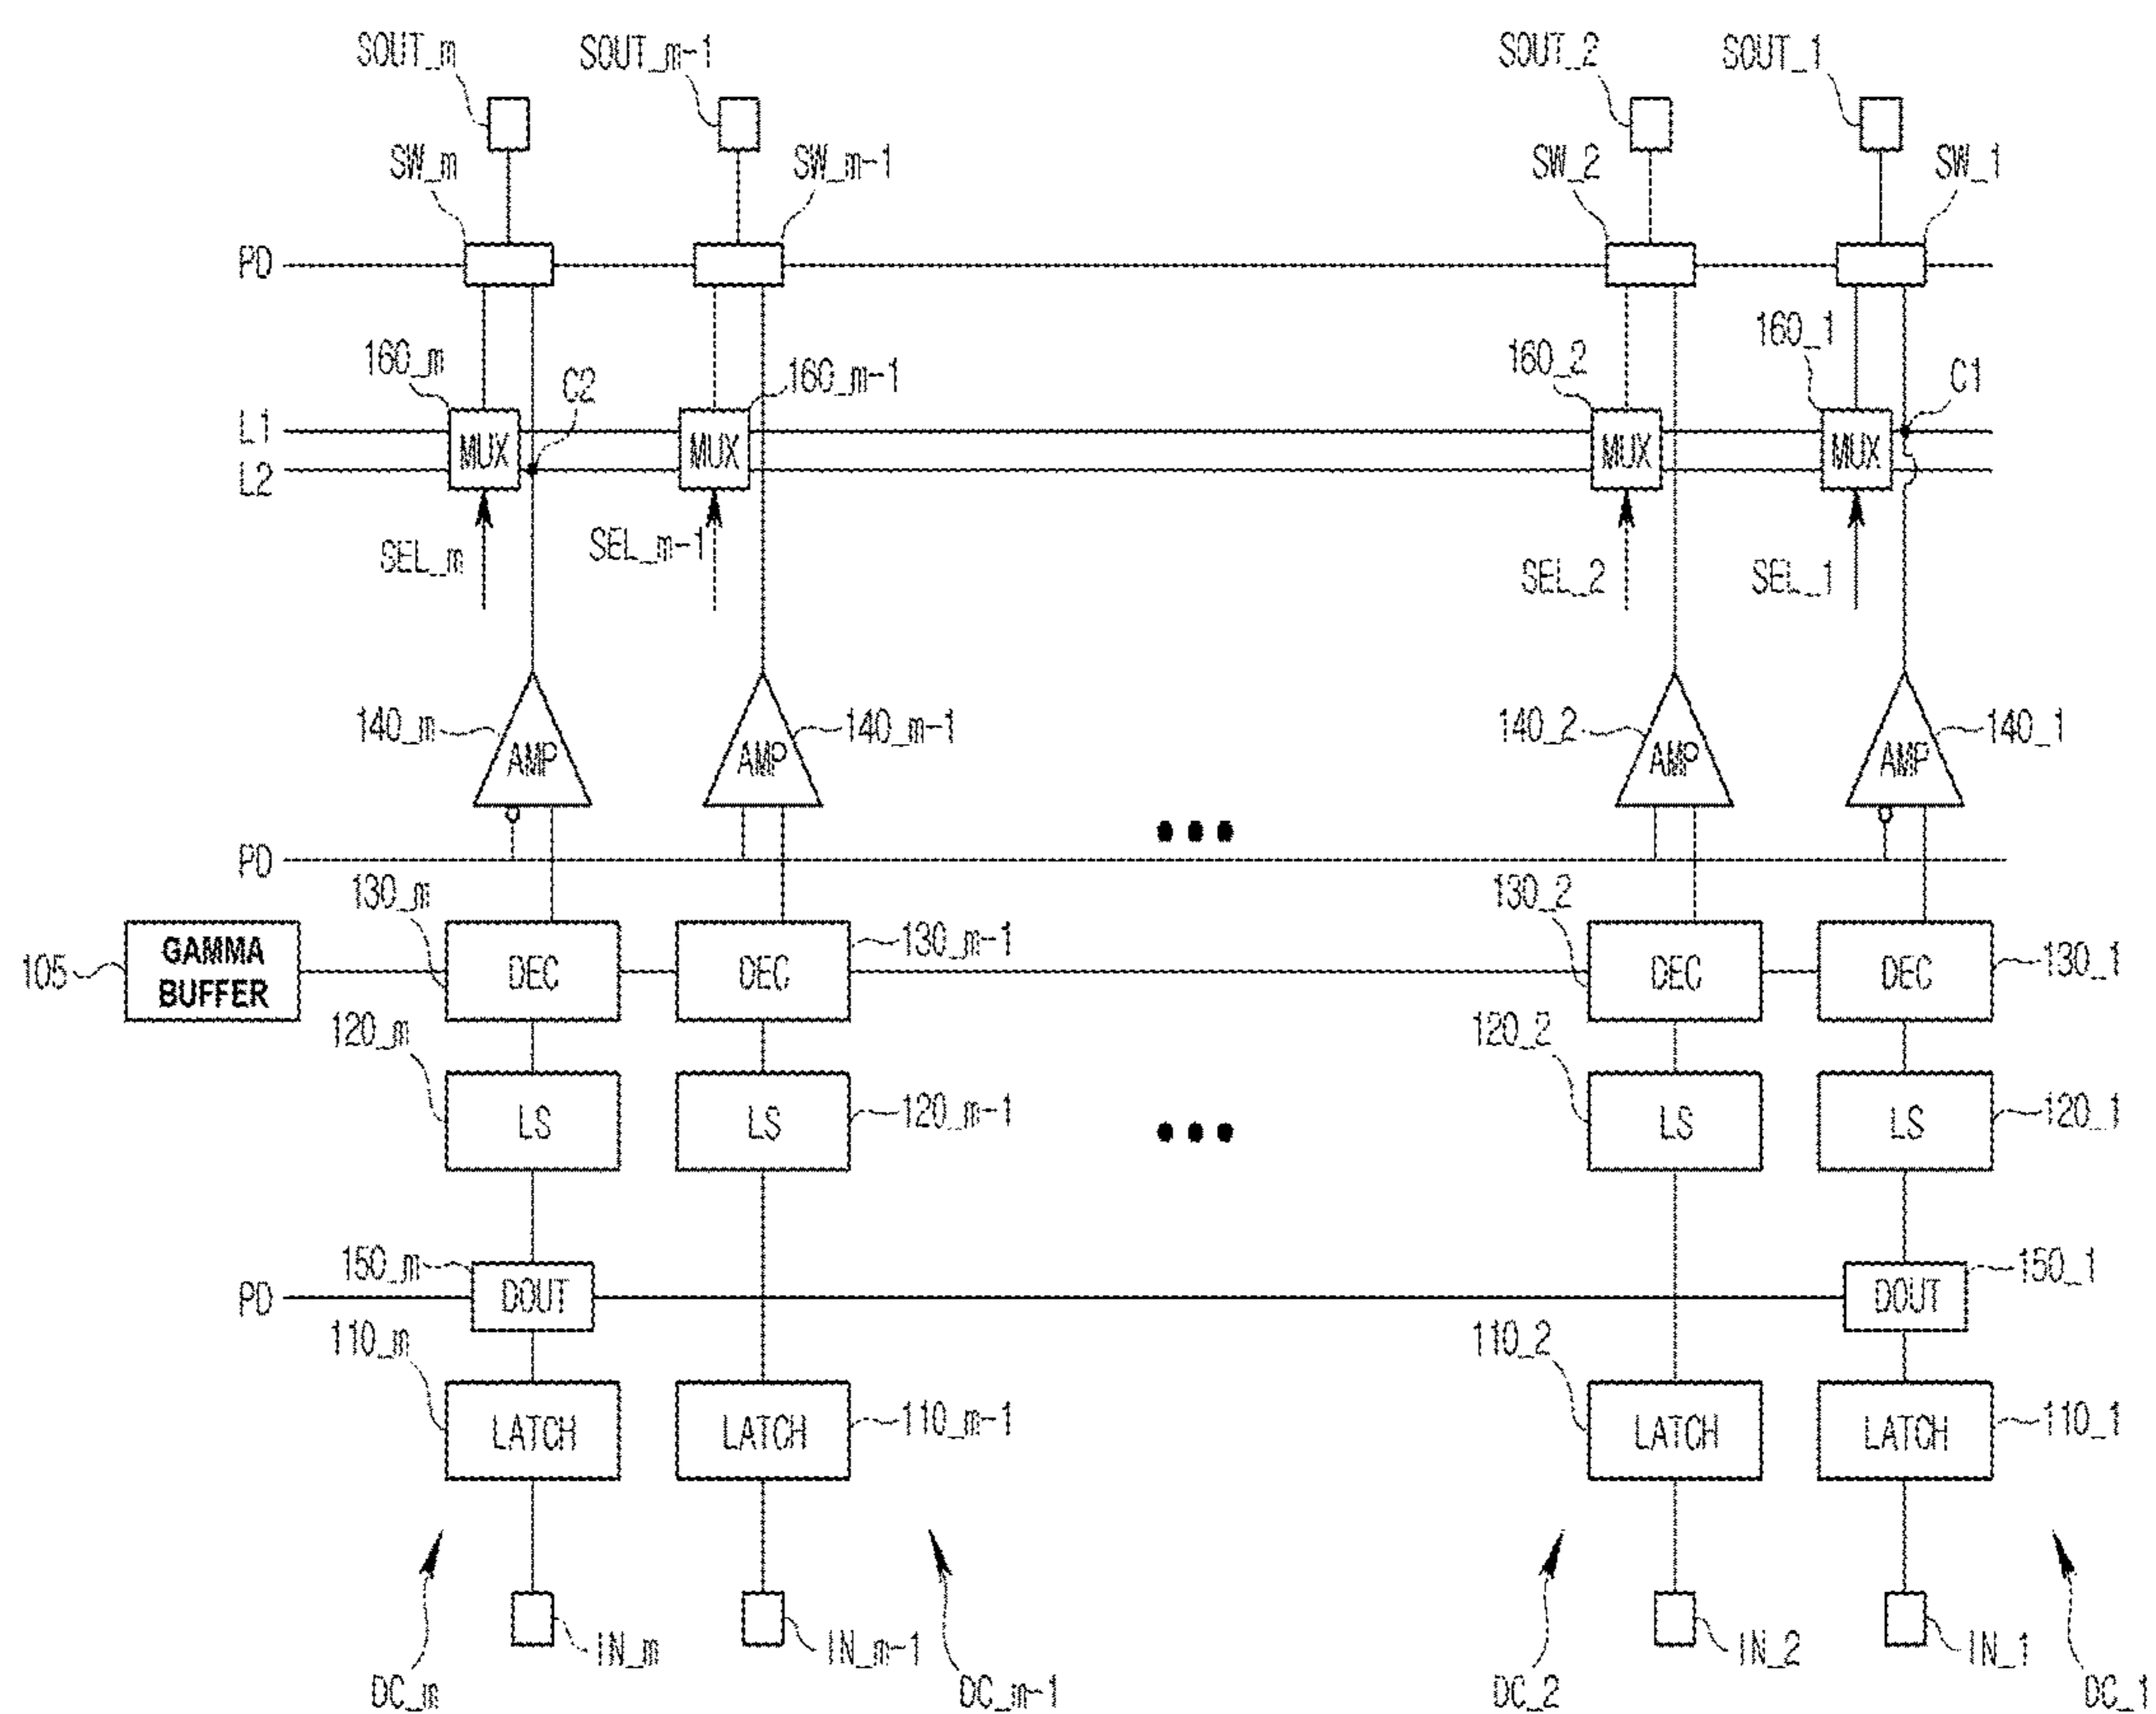 SOUT_m SOUT_m-1 SOUT_2 SOUT_1
SW_m SW_m-1 SW_2 SW_1
PD
160_m 160_m-1 160_2 160_1
C2 C1
L1
MUX MUX MUX MUX
L2
SEL_m SEL_m-1 SEL_2 SEL_1
140_m 140_m-1 140_2 140_1
AMP AMP AMP AMP
PD
130_m 130_m-1 130_2 130_1
105
GAMMA
BUFFER
DEC DEC DEC DEC
120_m 120_m-1 120_2 120_1
LS LS LS LS
150_m 150_1
PD
DOUT DOUT
110_m 110_m-1 110_2 110_1
LATCH LATCH LATCH LATCH
IN_m IN_m-1 IN_2 IN_1
DC_m DC_m-1 DC_2 DC_1